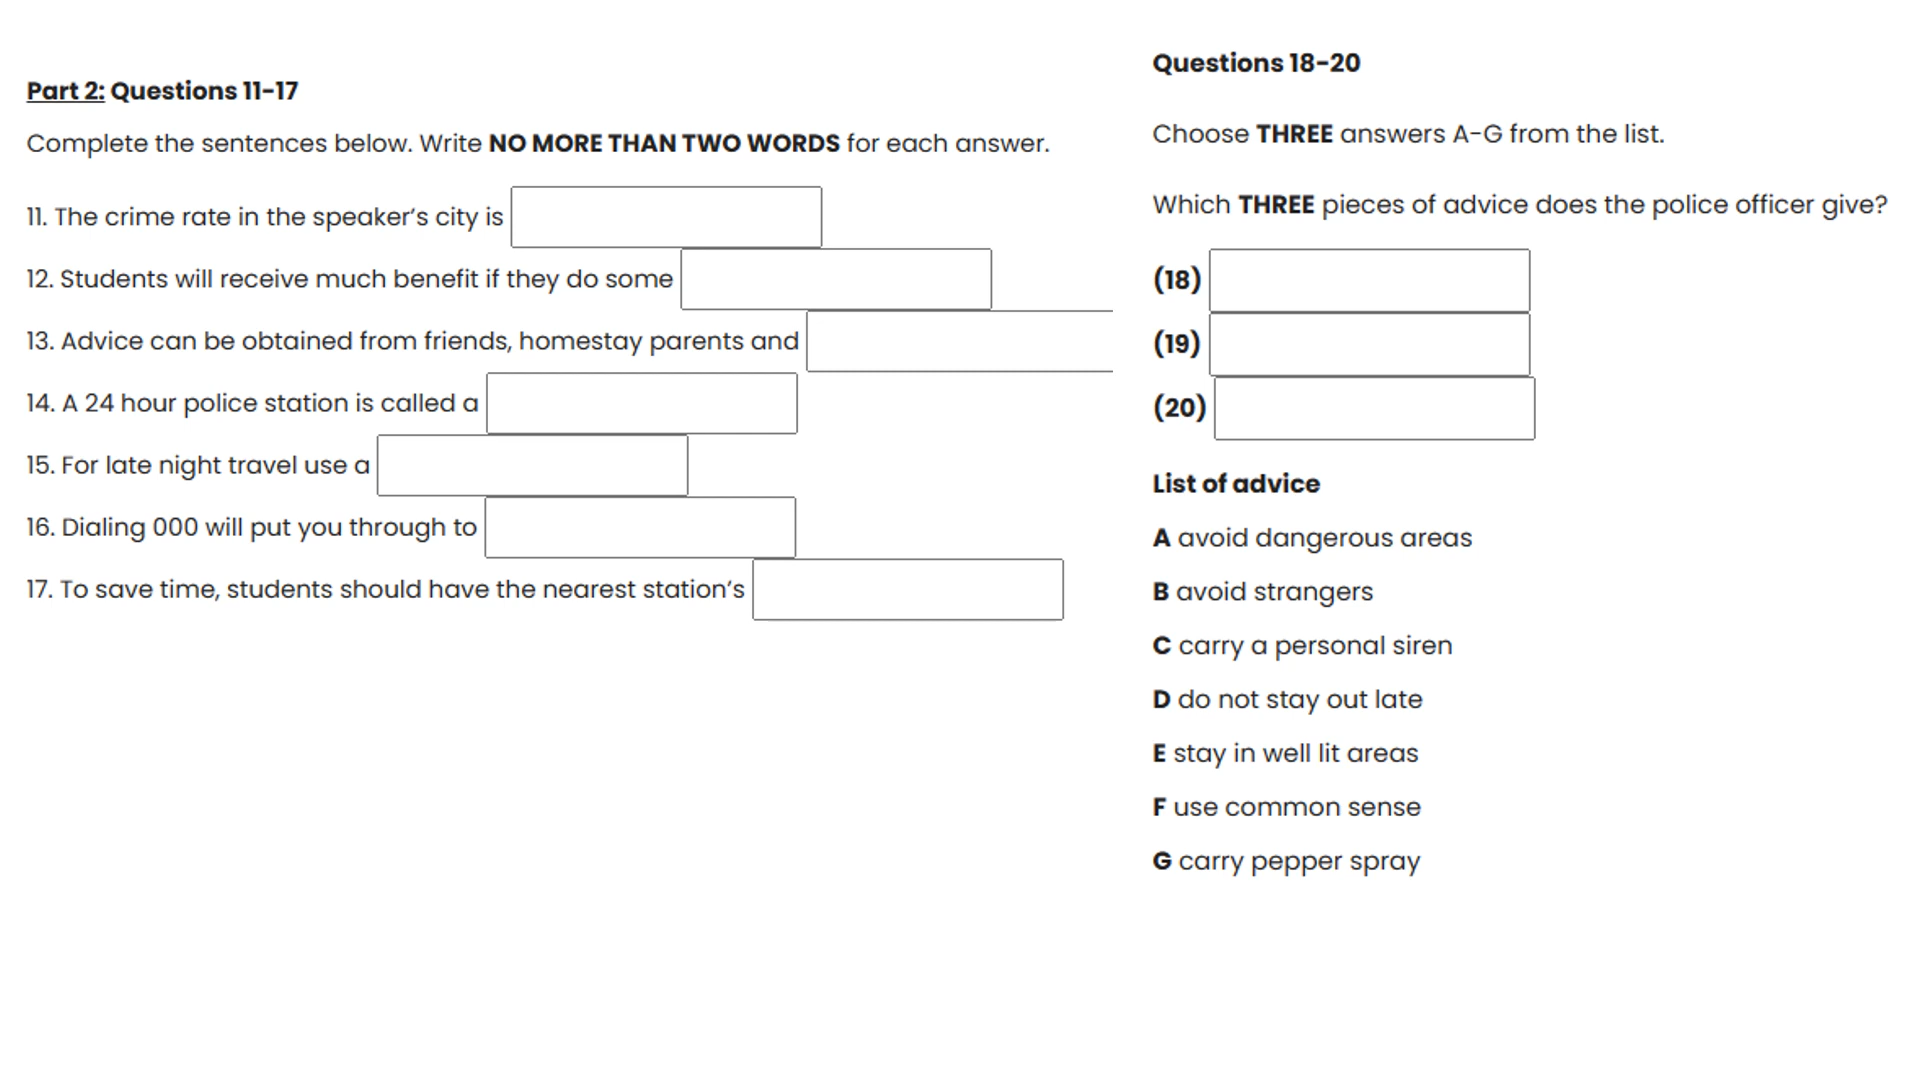 Part 2: Questions 11-17
Complete the sentences below. Write NO MORE THAN TWO WORDS for each answer.
11. The crime rate in the speaker’s city is
12. Students will receive much benefit if they do some
13. Advice can be obtained from friends, homestay parents and
14. A 24 hour police station is called a
15. For late night travel use a
16. Dialing 000 will put you through to
17. To save time, students should have the nearest station’s
Questions 18-20
Choose THREE answers A-G from the list.
Which THREE pieces of advice does the police officer give?
(18)
(19)
(20)
List of advice
A avoid dangerous areas
B avoid strangers
C carry a personal siren
D do not stay out late
E stay in well lit areas
F use common sense
G carry pepper spray